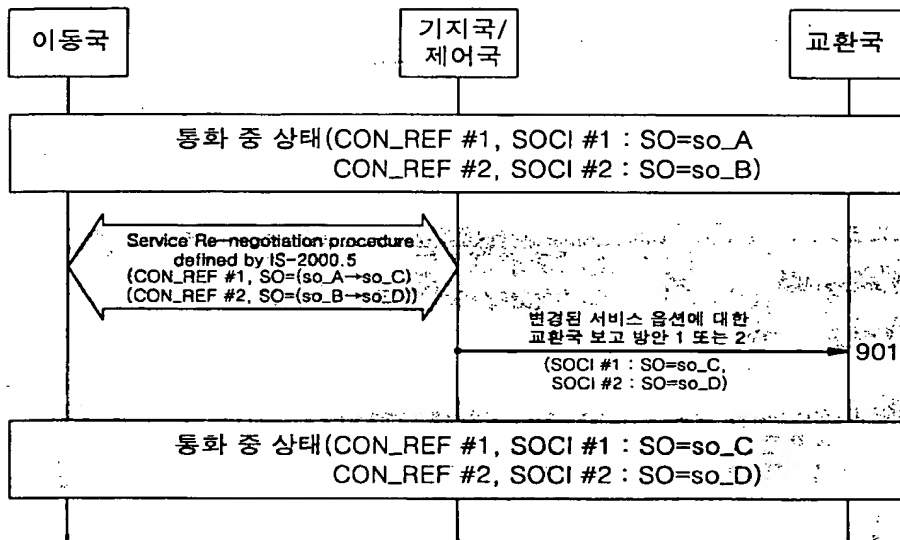 이동국
기지국/
제어국
교환국
통화 중 상태(CON_REF #1, SOCI #1 : SO=so_A
CON_REF #2, SOCI #2 : SO=so_B)
Service Re-negotiation procedure
defined by IS-2000.5
(CON_REF #1, SO=(so_A→so_C)
(CON_REF #2, SO=(so_B→so_D))
변경된 서비스 옵션에 대한
교환국 보고 방안 1 또는 2
901
(SOCI #1 : SO=so_C,
SOCI #2 : SO=so_D)
통화 중 상태(CON_REF #1, SOCI #1 : SO=so_C
CON_REF #2, SOCI #2 : SO=so_D)